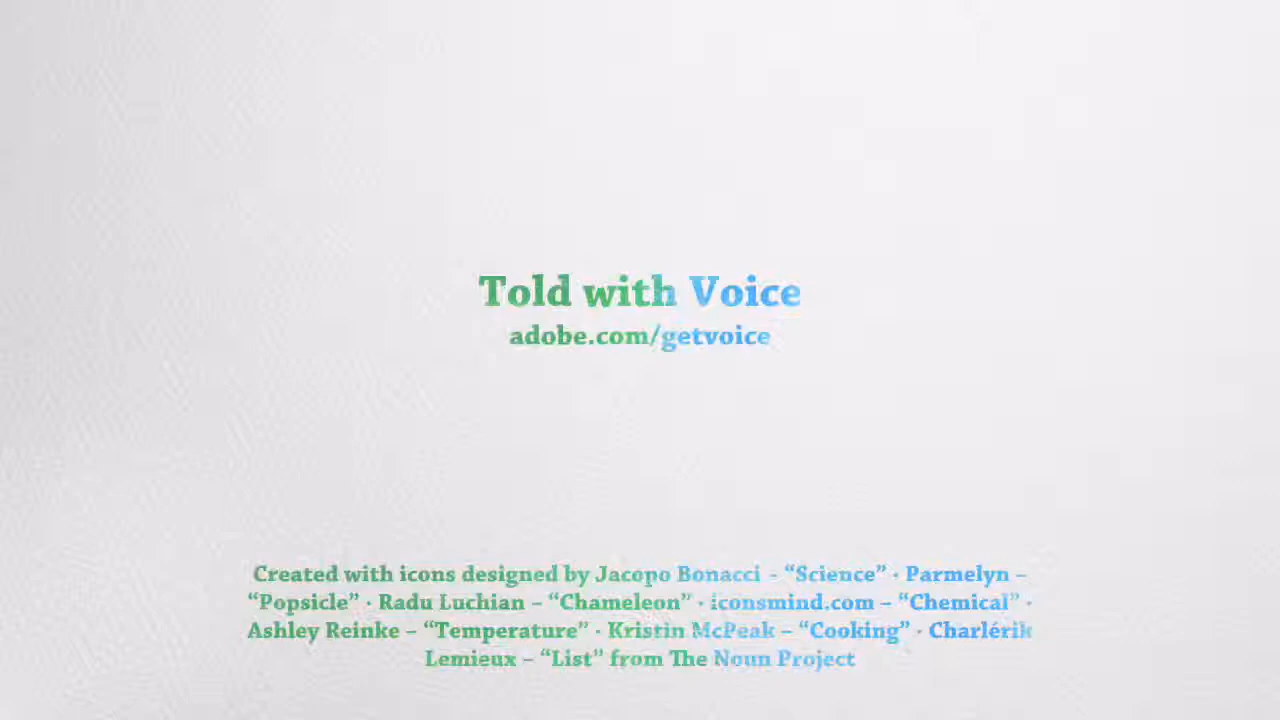 Told with Voice
adobe.com/getvoice
Created with icons designed by Jacopo Bonacci - “Science” · Parmelyn –
“Popsicle” · Radu Luchian – “Chameleon” · iconsmind.com – “Chemical” ·
Ashley Reinke – “Temperature” · Kristin McPeak – “Cooking” · Charlérik
Lemieux – “List” from The Noun Project